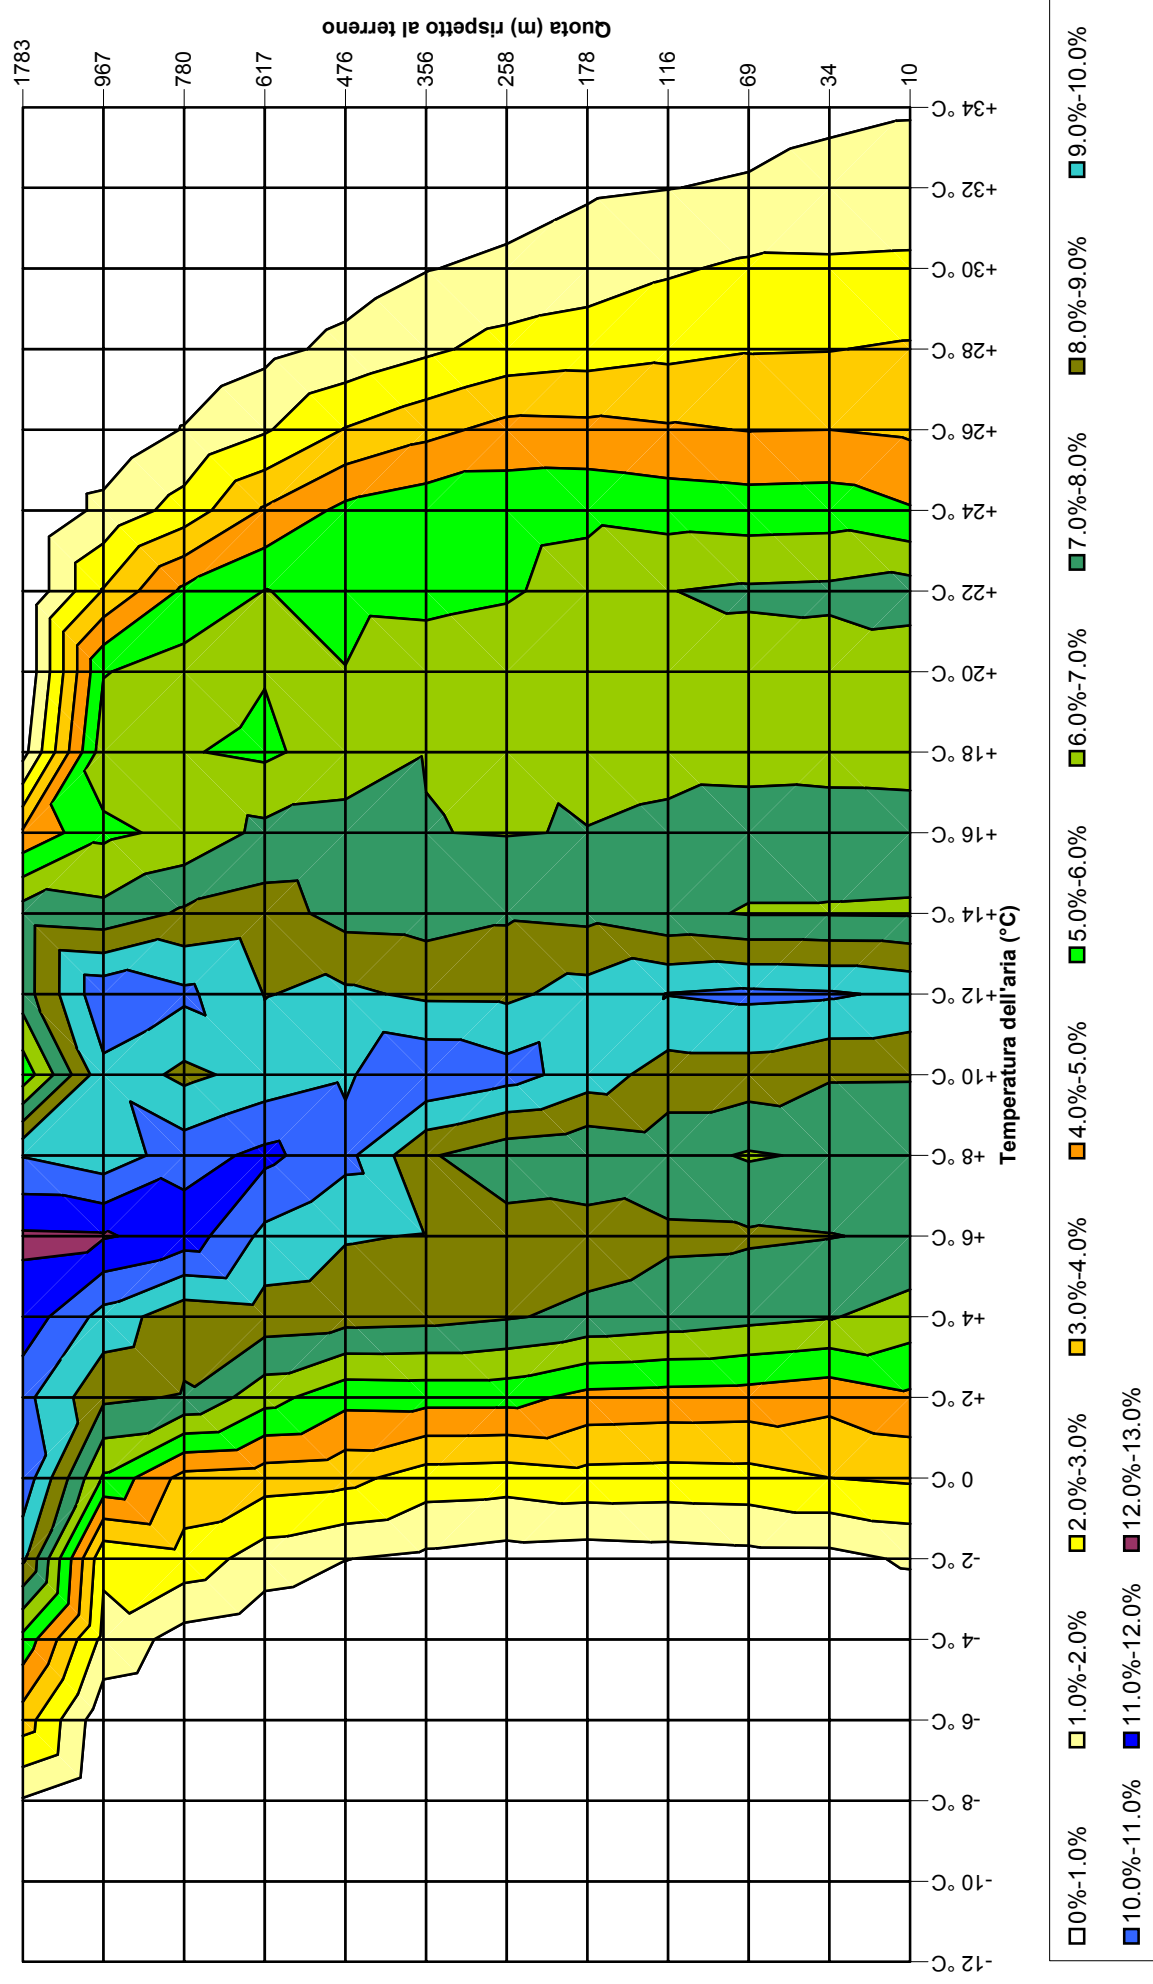 Quota (m) rispetto al terreno
1783
967
780
617
476
356
258
178
116
69
34
10
-12 °C
-10 °C
-8 °C
-6 °C
-4 °C
-2 °C
0 °C
+2 °C
+4 °C
+6 °C
+8 °C
+10 °C
+12 °C
+14 °C
+16 °C
+18 °C
+20 °C
+22 °C
+24 °C
+26 °C
+28 °C
+30 °C
+32 °C
+34 °C
Temperatura dell'aria (°C)
0%-1.0%
1.0%-2.0%
2.0%-3.0%
3.0%-4.0%
4.0%-5.0%
5.0%-6.0%
6.0%-7.0%
7.0%-8.0%
8.0%-9.0%
9.0%-10.0%
10.0%-11.0%
11.0%-12.0%
12.0%-13.0%